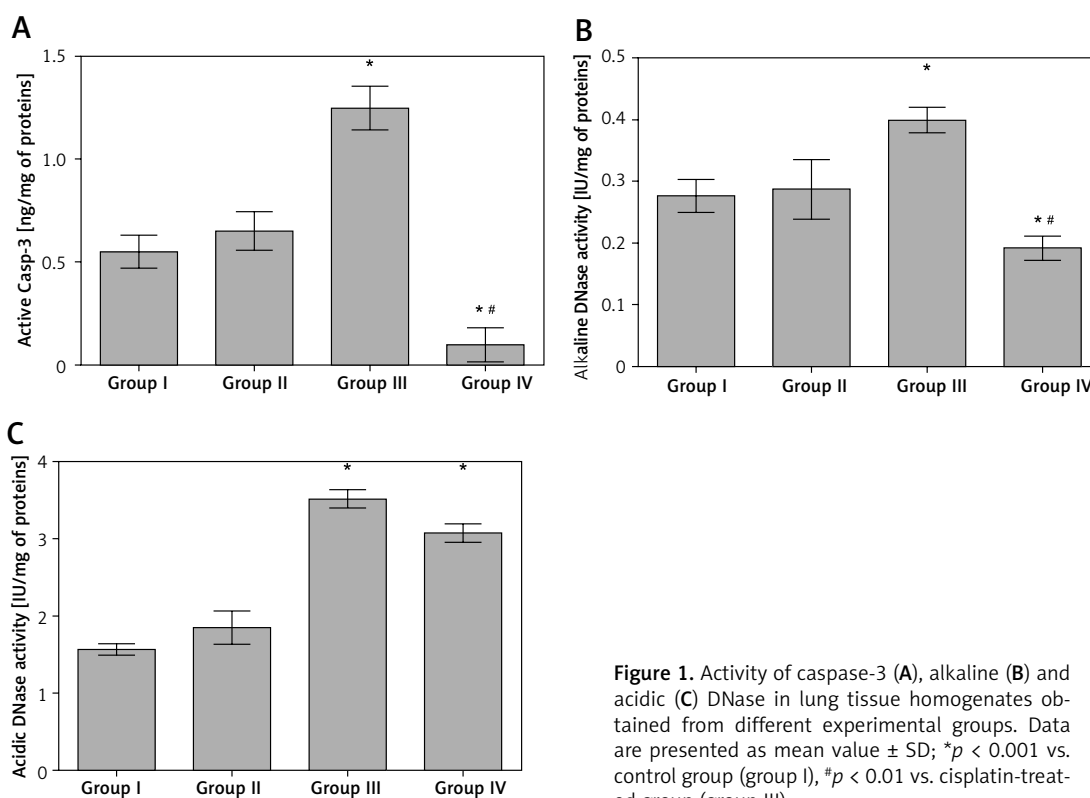 A
Active Casp-3 [ng/mg of proteins]
1.5
1.0
0.5
0
*
* #
Group I
Group II
Group III
Group IV
B
Alkaline DNase activity [IU/mg of proteins]
0.5
0.4
0.3
0.2
0.1
0
*
* #
Group I
Group II
Group III
Group IV
C
Acidic DNase activity [IU/mg of proteins]
4
3
2
1
0
*
*
Group I
Group II
Group III
Group IV
Figure 1. Activity of caspase-3 (A), alkaline (B) and
acidic (C) DNase in lung tissue homogenates ob-
tained from different experimental groups. Data
are presented as mean value ± SD; *p < 0.001 vs.
control group (group I), #p < 0.01 vs. cisplatin-treat-
ed group (group III)